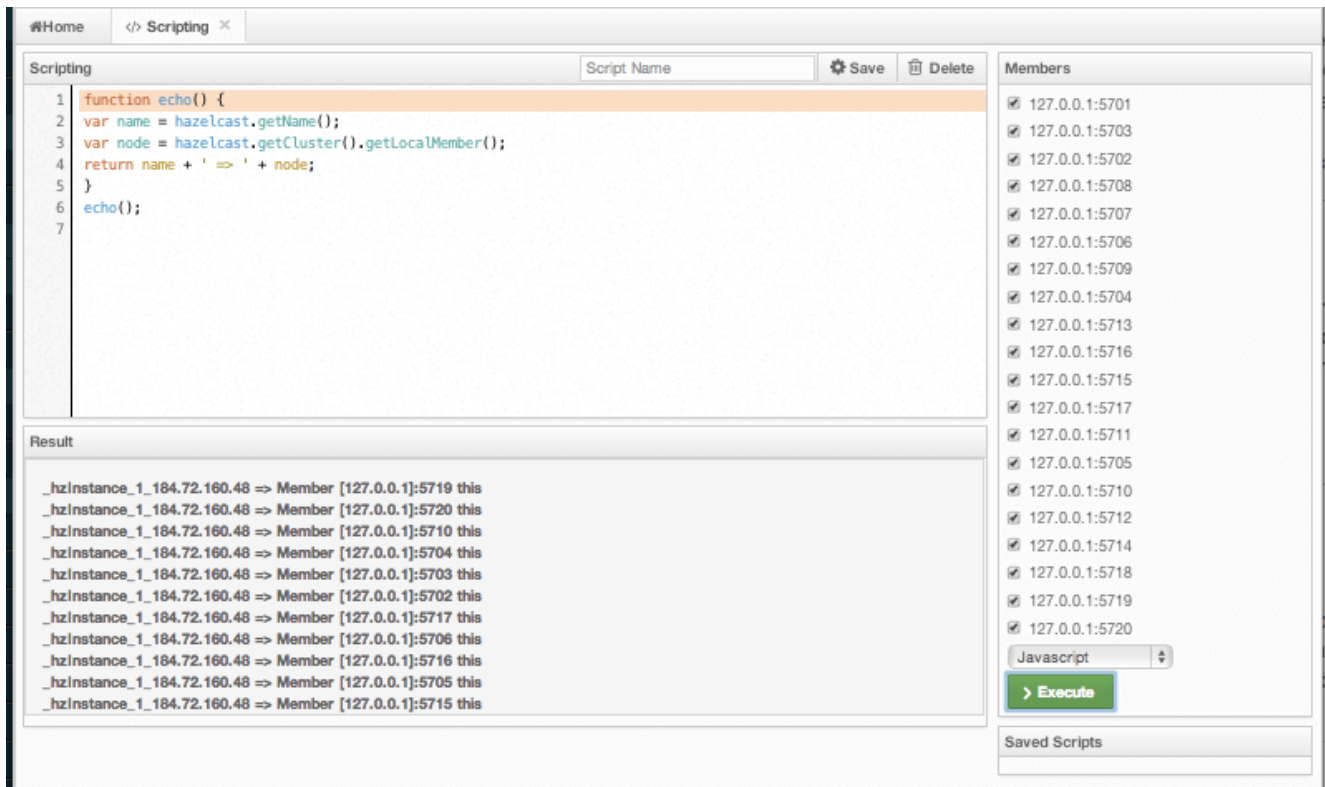 Home
</> Scripting ×
Scripting
Script Name
Save
Delete
1 function echo() {
2 var name = hazelcast.getName();
3 var node = hazelcast.getCluster().getLocalMember();
4 return name + ' => ' + node;
5 }
6 echo();
7
Result
_hzInstance_1_184.72.160.48 => Member [127.0.0.1]:5719 this
_hzInstance_1_184.72.160.48 => Member [127.0.0.1]:5720 this
_hzInstance_1_184.72.160.48 => Member [127.0.0.1]:5710 this
_hzInstance_1_184.72.160.48 => Member [127.0.0.1]:5704 this
_hzInstance_1_184.72.160.48 => Member [127.0.0.1]:5703 this
_hzInstance_1_184.72.160.48 => Member [127.0.0.1]:5702 this
_hzInstance_1_184.72.160.48 => Member [127.0.0.1]:5717 this
_hzInstance_1_184.72.160.48 => Member [127.0.0.1]:5706 this
_hzInstance_1_184.72.160.48 => Member [127.0.0.1]:5716 this
_hzInstance_1_184.72.160.48 => Member [127.0.0.1]:5705 this
_hzInstance_1_184.72.160.48 => Member [127.0.0.1]:5715 this
Members
127.0.0.1:5701
127.0.0.1:5703
127.0.0.1:5702
127.0.0.1:5708
127.0.0.1:5707
127.0.0.1:5706
127.0.0.1:5709
127.0.0.1:5704
127.0.0.1:5713
127.0.0.1:5716
127.0.0.1:5715
127.0.0.1:5717
127.0.0.1:5711
127.0.0.1:5705
127.0.0.1:5710
127.0.0.1:5712
127.0.0.1:5714
127.0.0.1:5718
127.0.0.1:5719
127.0.0.1:5720
Javascript
> Execute
Saved Scripts